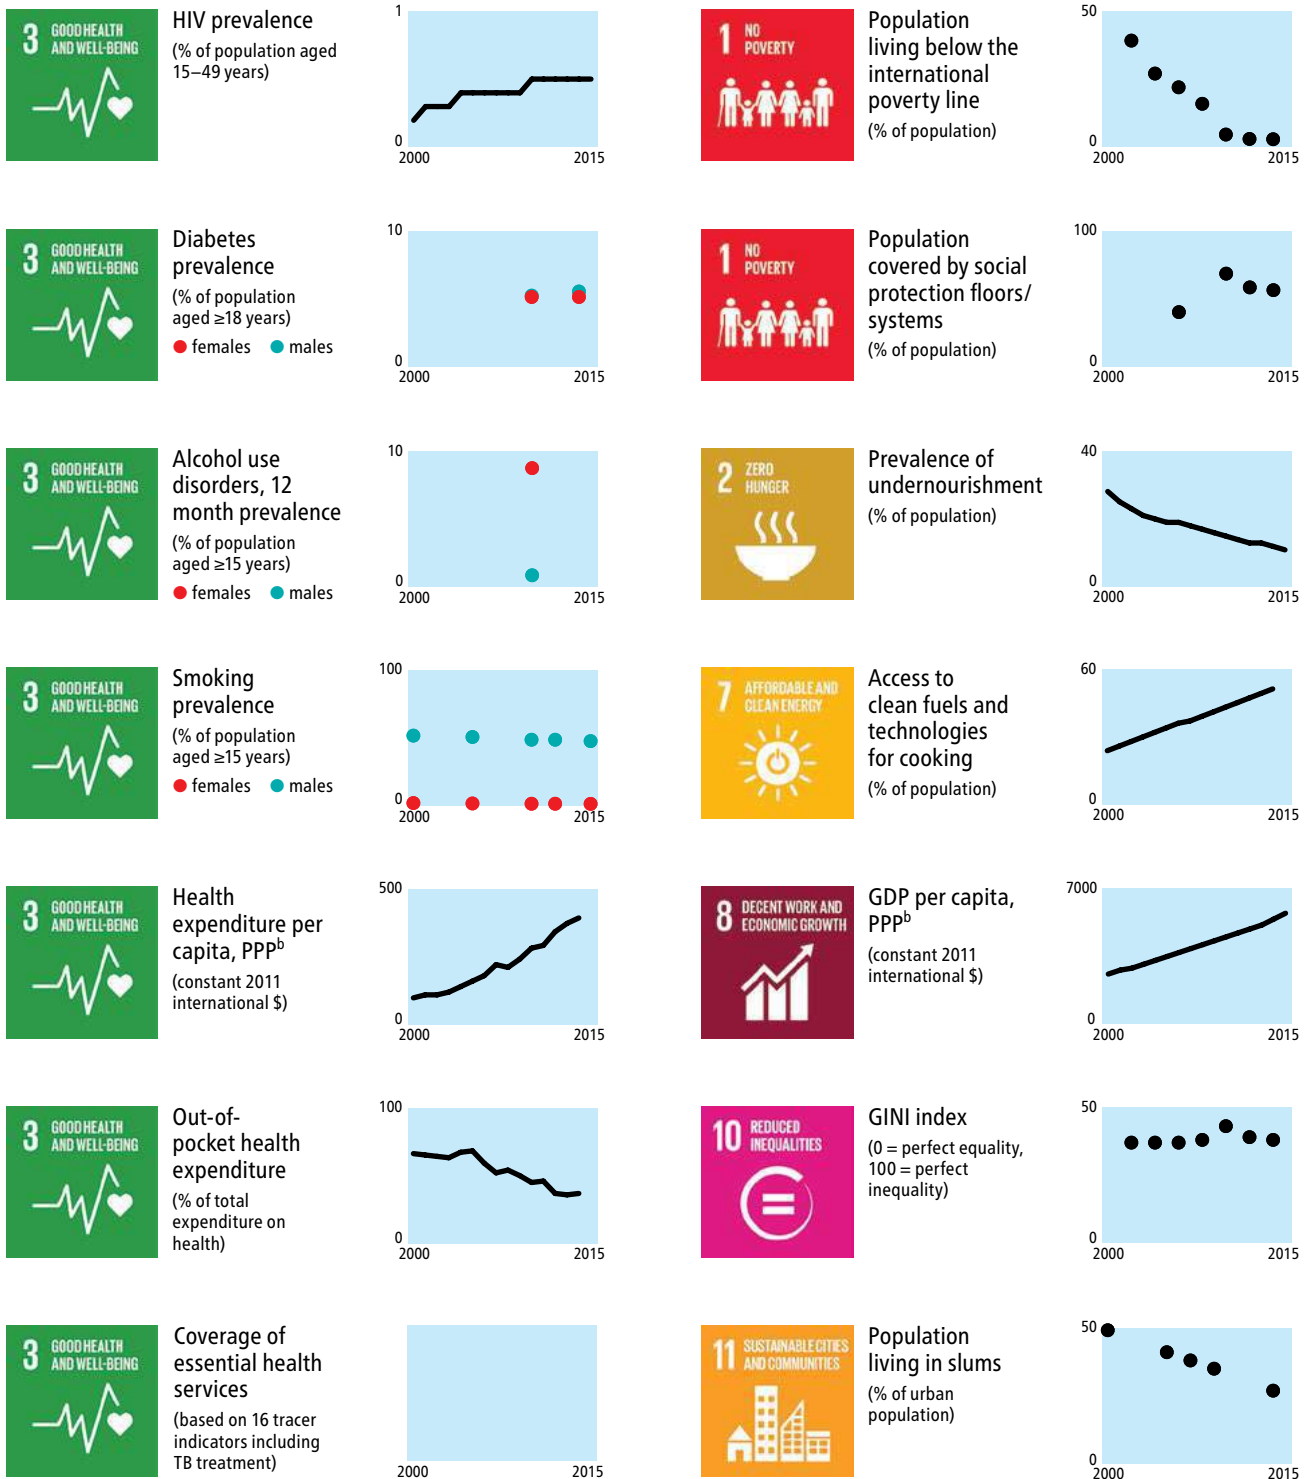 3 GOOD HEALTH
AND WELL-BEING
HIV prevalence
(% of population aged
15–49 years)
1
0
2000 2015
3 GOOD HEALTH
AND WELL-BEING
Diabetes
prevalence
(% of population
aged ≥18 years)
females males
10
0
2000 2015
3 GOOD HEALTH
AND WELL-BEING
Alcohol use
disorders, 12
month prevalence
(% of population
aged ≥15 years)
females males
10
0
2000 2015
3 GOOD HEALTH
AND WELL-BEING
Smoking
prevalence
(% of population
aged ≥15 years)
females males
100
0
2000 2015
3 GOOD HEALTH
AND WELL-BEING
Health
expenditure per
capita, PPPb
(constant 2011
international $)
500
0
2000 2015
3 GOOD HEALTH
AND WELL-BEING
Out-of-
pocket health
expenditure
(% of total
expenditure on
health)
100
0
2000 2015
3 GOOD HEALTH
AND WELL-BEING
Coverage of
essential health
services
(based on 16 tracer
indicators including
TB treatment)
2000 2015
1 NO
POVERTY
Population
living below the
international
poverty line
(% of population)
50
0
2000 2015
1 NO
POVERTY
Population
covered by social
protection floors/
systems
(% of population)
100
0
2000 2015
2 ZERO
HUNGER
Prevalence of
undernourishment
(% of population)
40
0
2000 2015
7 AFFORDABLE AND
CLEAN ENERGY
Access to
clean fuels and
technologies
for cooking
(% of population)
60
0
2000 2015
8 DECENT WORK AND
ECONOMIC GROWTH
GDP per capita,
PPPb
(constant 2011
international $)
7000
0
2000 2015
10 REDUCED
INEQUALITIES
GINI index
(0 = perfect equality,
100 = perfect
inequality)
50
0
2000 2015
11 SUSTAINABLE CITIES
AND COMMUNITIES
Population
living in slums
(% of urban
population)
50
0
2000 2015